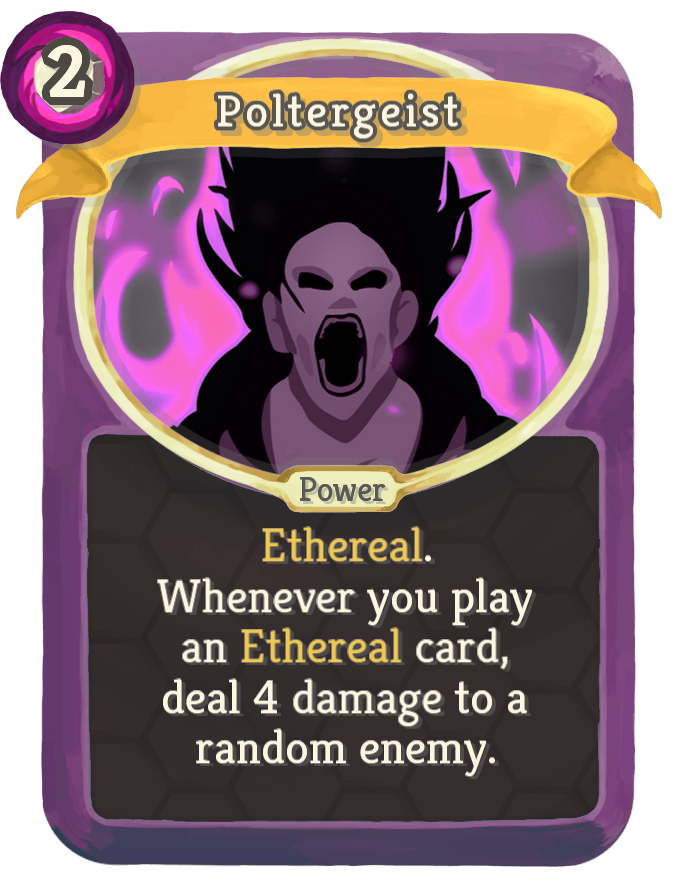 2
Poltergeist
Power
Ethereal.
Whenever you play
an Ethereal card,
deal 4 damage to a
random enemy.